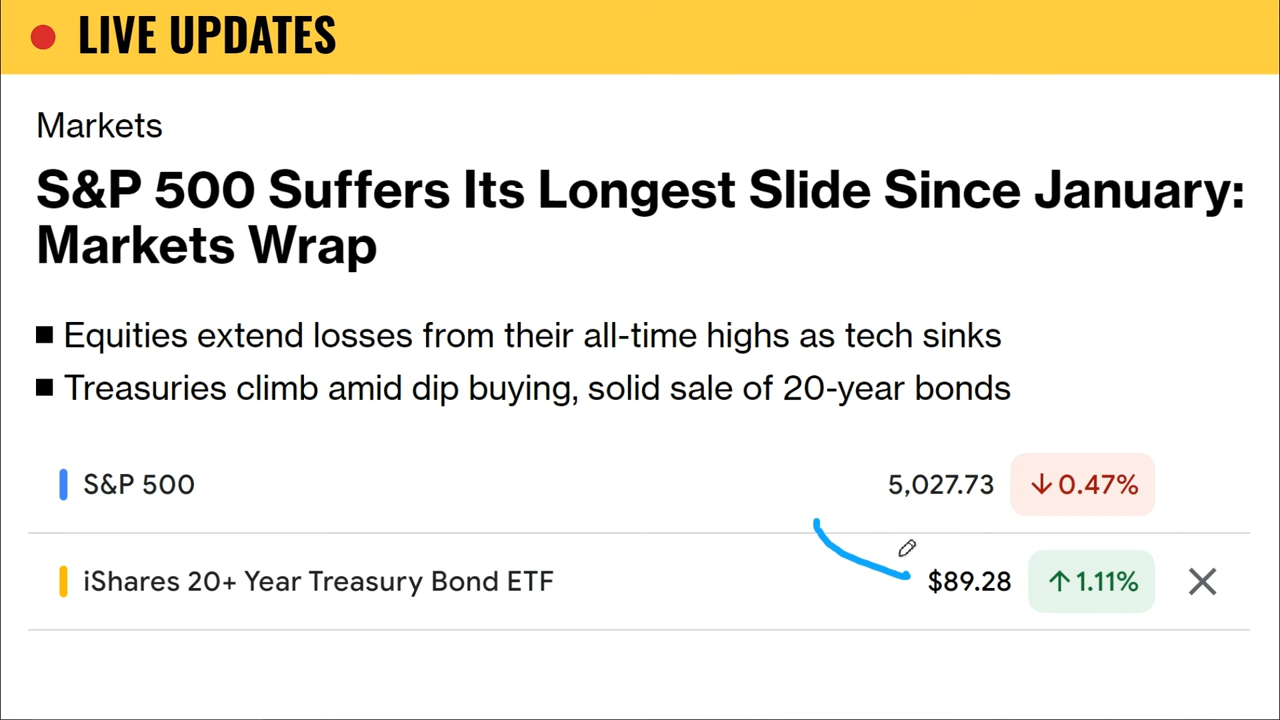 LIVE UPDATES
Markets
S&P 500 Suffers Its Longest Slide Since January:
Markets Wrap
■ Equities extend losses from their all-time highs as tech sinks
■ Treasuries climb amid dip buying, solid sale of 20-year bonds
S&P 500 5,027.73 ↓0.47%
iShares 20+ Year Treasury Bond ETF $89.28 ↑1.11%